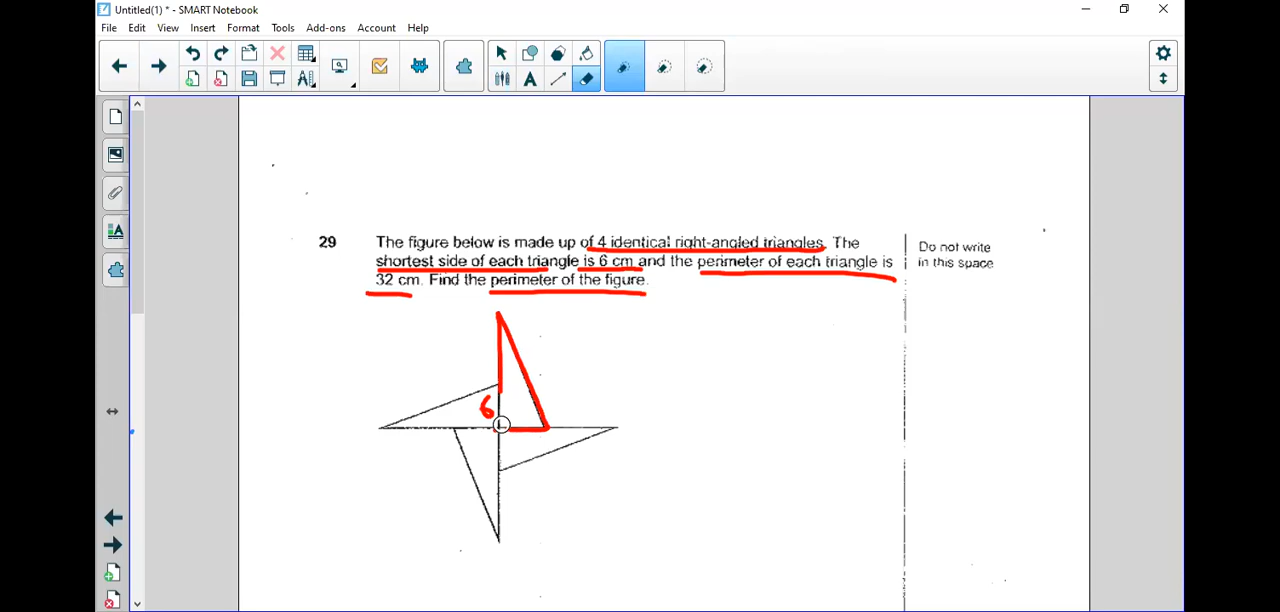 Untitled(1) * - SMART Notebook
File Edit View Insert Format Tools Add-ons Account Help
29 The figure below is made up of 4 identical right-angled triangles. The
shortest side of each triangle is 6 cm and the perimeter of each triangle is
32 cm. Find the perimeter of the figure.
Do not write
in this space
6